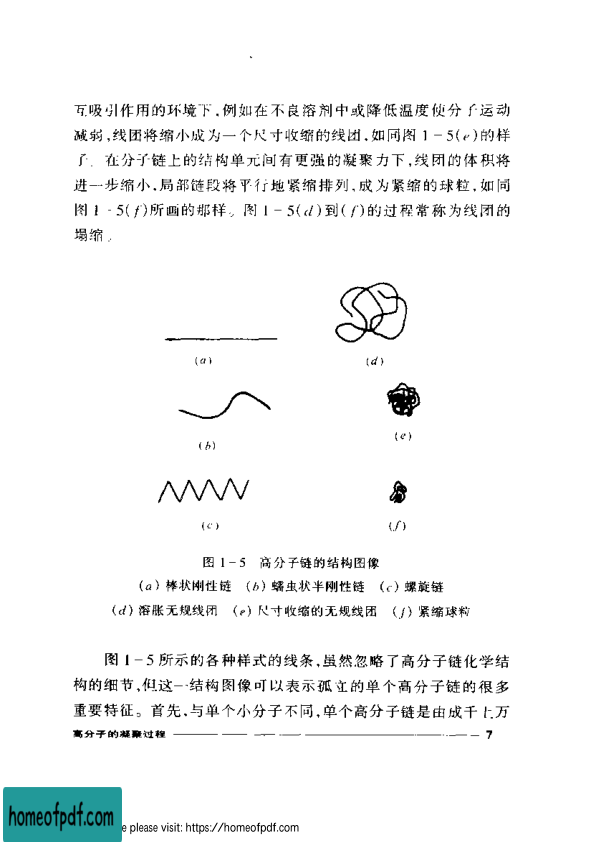 互吸引作用的环境下,例如在不良溶剂中或降低温度使分子运动
减弱,线团将缩小成为一个尺寸收缩的线团,如同图1-5(e)的样
子。在分子链上的结构单元间有更强的凝聚力下,线团的体积将
进一步缩小,局部链段将平行地紧缩排列,成为紧缩的球粒,如同
图1-5(f)所画的那样。图1-5(d)到(f)的过程常称为线团的
塌缩。
(a)
(d)
(b)
(e)
(c)
(f)
图1-5 高分子链的结构图像
(a) 棒状刚性链 (b) 蠕虫状半刚性链 (c) 螺旋链
(d) 溶胀无规线团 (e) 尺寸收缩的无规线团 (f) 紧缩球粒
图1-5所示的各种样式的线条,虽然忽略了高分子链化学结
构的细节,但这一结构图像可以表示孤立的单个高分子链的很多
重要特征。首先,与单个小分子不同,单个高分子链是由成千上万
高分子的凝聚过程 7
homeofpdf.com
please visit: https://homeofpdf.com